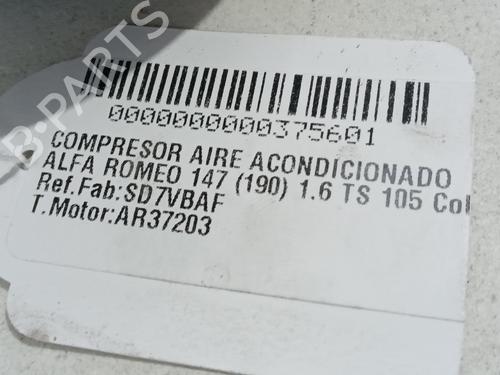 B-PARTS
0000000000375601
COMPRESOR AIRE ACONDICIONADO
ALFA ROMEO 147 (190) 1.6 TS 105 Col
Ref.Fab:SD7VBAF
T.Motor:AR37203